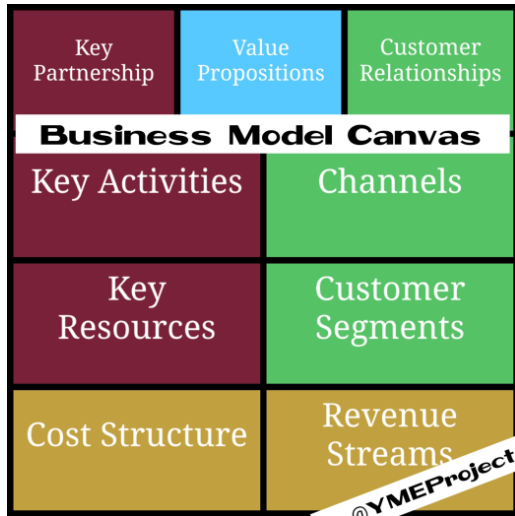 Key
Partnership
Value
Propositions
Customer
Relationships
Business Model Canvas
Key Activities
Channels
Key
Resources
Customer
Segments
Cost Structure
Revenue
Streams
@YMEProject